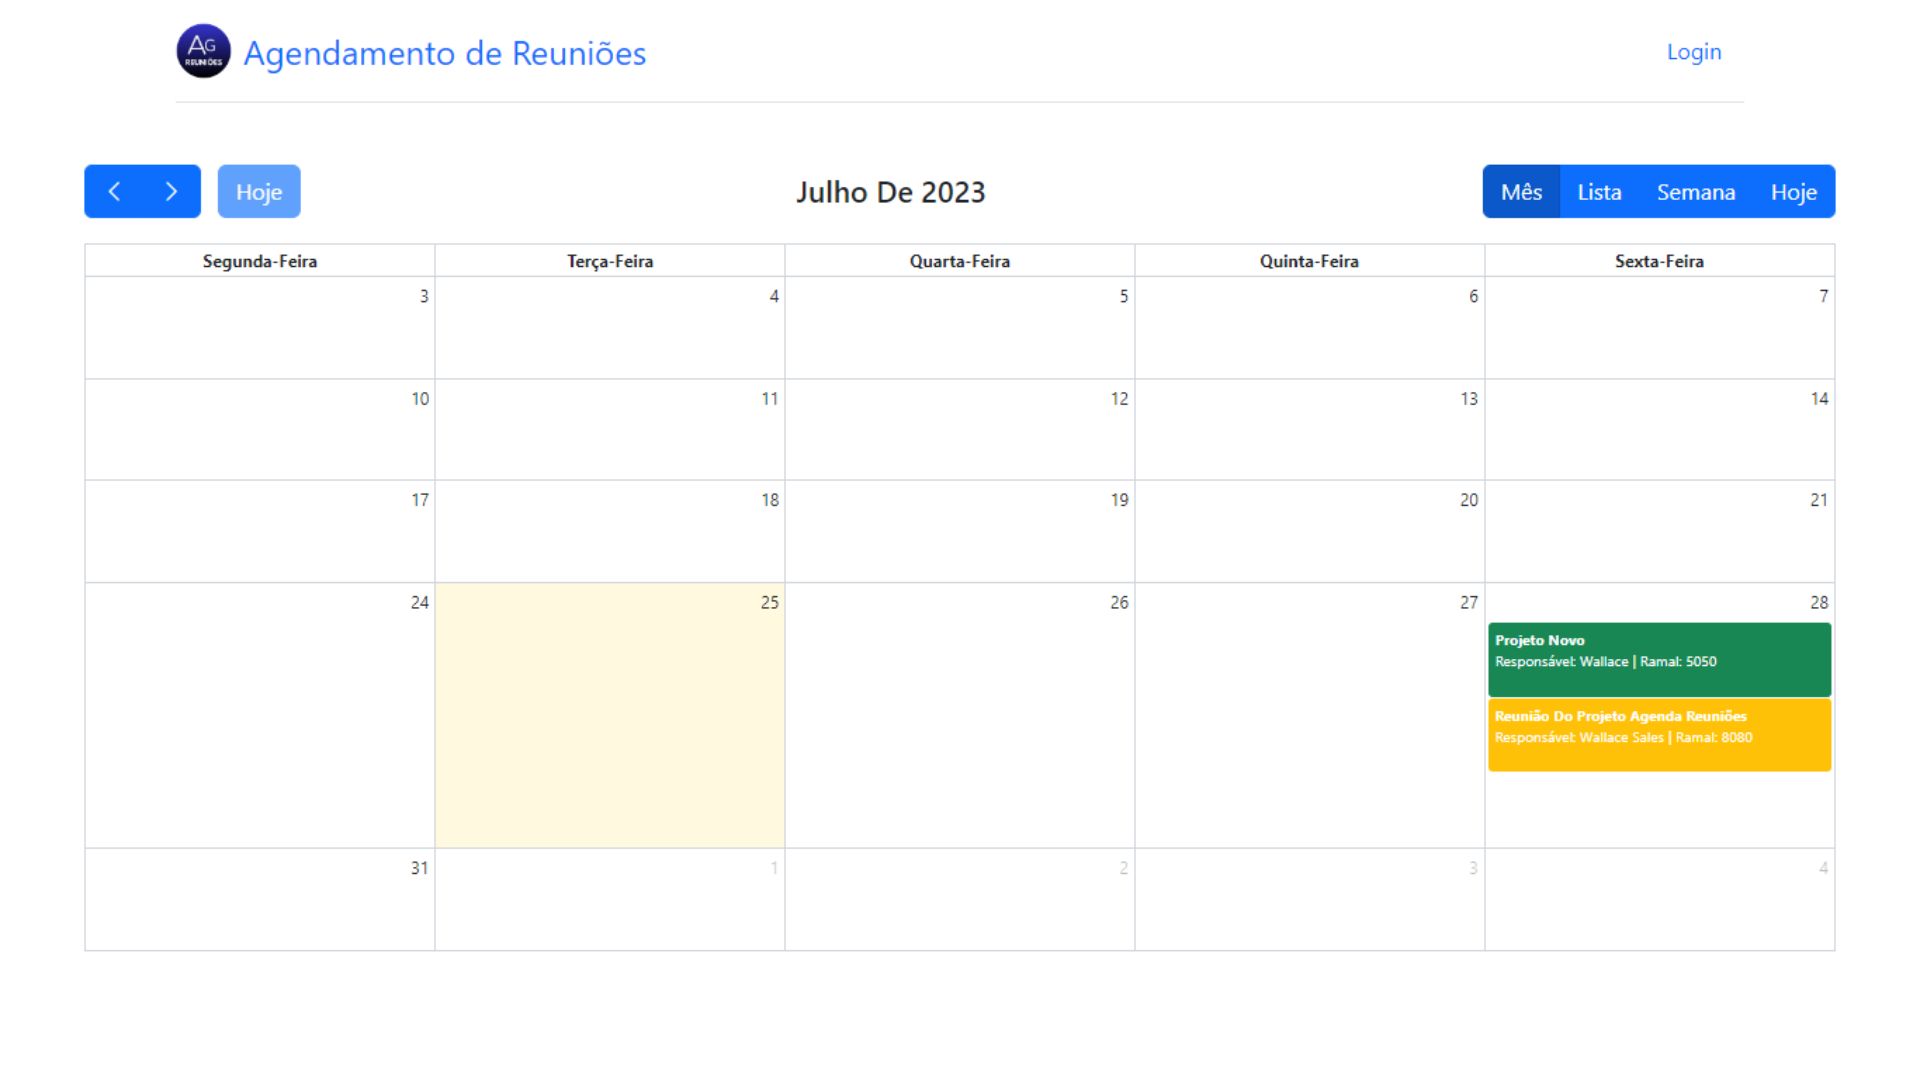 AG
REUNIÕES
Agendamento de Reuniões
Login
Hoje
Julho De 2023
Mês Lista Semana Hoje
Segunda-Feira Terça-Feira Quarta-Feira Quinta-Feira Sexta-Feira
3 4 5 6 7
10 11 12 13 14
17 18 19 20 21
24 25 26 27 28
Projeto Novo
Responsável: Wallace | Ramal: 5050
Reunião Do Projeto Agenda Reuniões
Responsável: Wallace Sales | Ramal: 8080
31 1 2 3 4